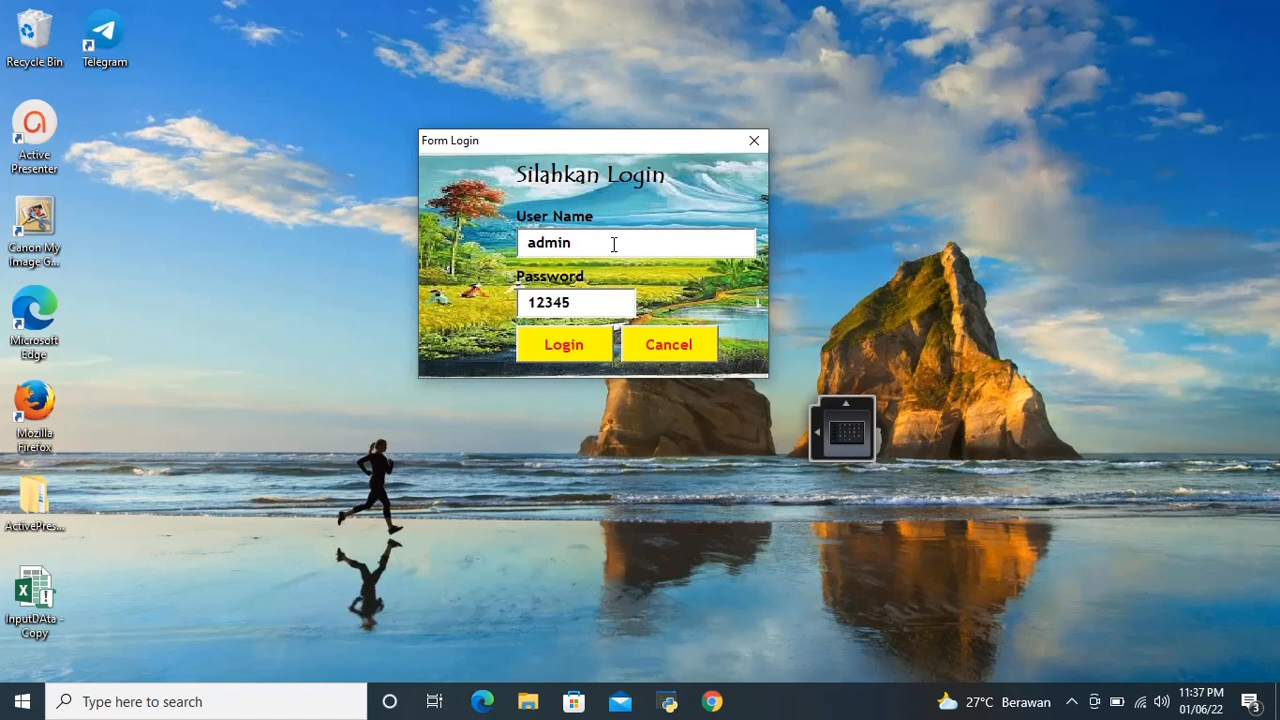 Recycle Bin
Telegram
Active
Presenter
Canon My
Image G...
Microsoft
Edge
Mozilla
Firefox
ActivePres...
InputDAta -
Copy
Form Login
Silahkan Login
User Name
admin
Password
12345
Login
Cancel
Type here to search
27°C Berawan
11:37 PM
01/06/22
3